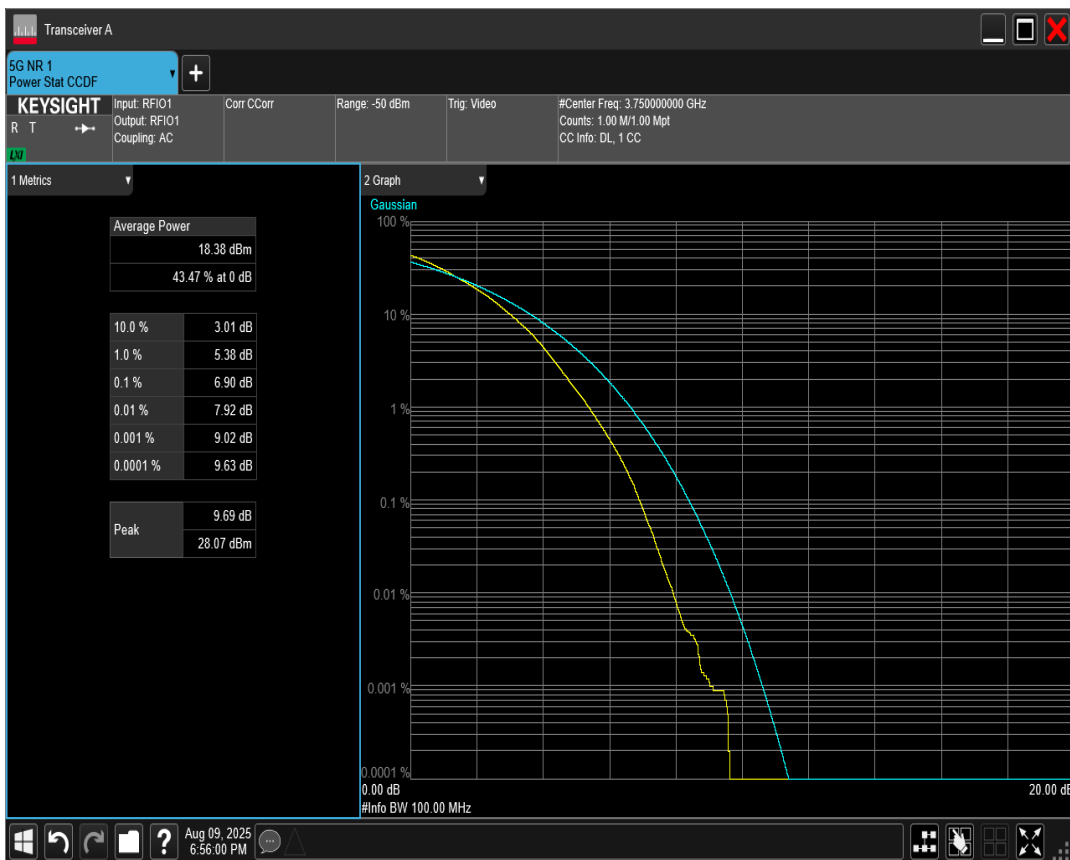 Transceiver A
5G NR 1
Power Stat CCDF
KEYSIGHT
R T
LXI
Input: RFIO1
Output: RFIO1
Coupling: AC
Corr CCorr
Range: -50 dBm
Trig: Video
#Center Freq: 3.750000000 GHz
Counts: 1.00 M/1.00 Mpt
CC Info: DL, 1 CC
1 Metrics
Average Power
18.38 dBm
43.47 % at 0 dB
10.0 % 3.01 dB
1.0 % 5.38 dB
0.1 % 6.90 dB
0.01 % 7.92 dB
0.001 % 9.02 dB
0.0001 % 9.63 dB
Peak
9.69 dB
28.07 dBm
2 Graph
Gaussian
100 %
10 %
1 %
0.1 %
0.01 %
0.001 %
0.0001 %
0.00 dB
20.00 dB
#Info BW 100.00 MHz
?
Aug 09, 2025
6:56:00 PM